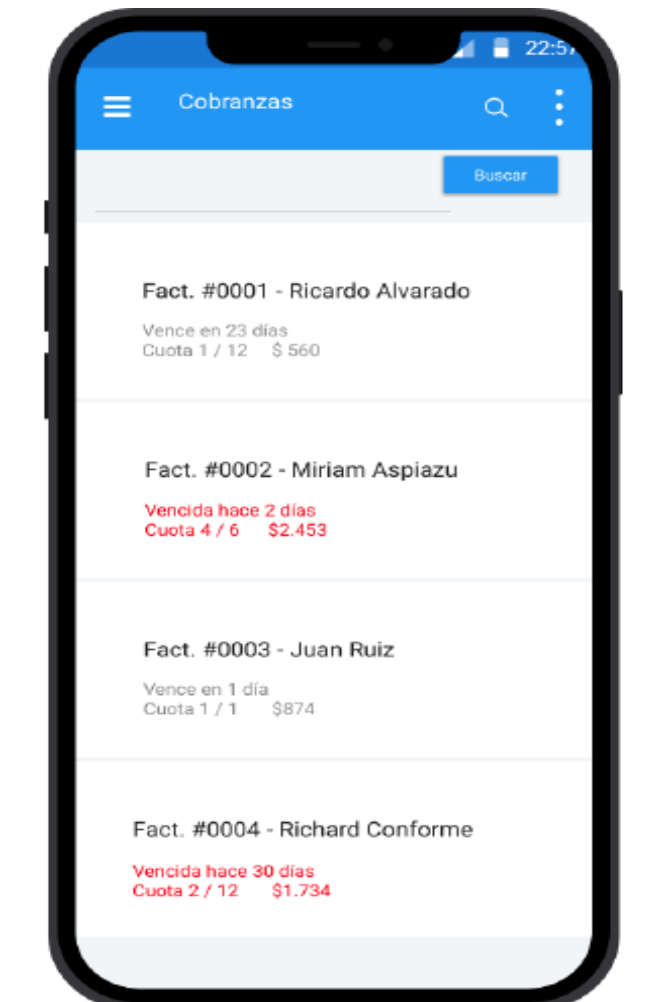 22:57
Cobranzas
Buscar
Fact. #0001 - Ricardo Alvarado
Vence en 23 días
Cuota 1 / 12 $ 560
Fact. #0002 - Miriam Aspiazu
Vencida hace 2 días
Cuota 4 / 6 $2.453
Fact. #0003 - Juan Ruiz
Vence en 1 día
Cuota 1 / 1 $874
Fact. #0004 - Richard Conforme
Vencida hace 30 días
Cuota 2 / 12 $1.734